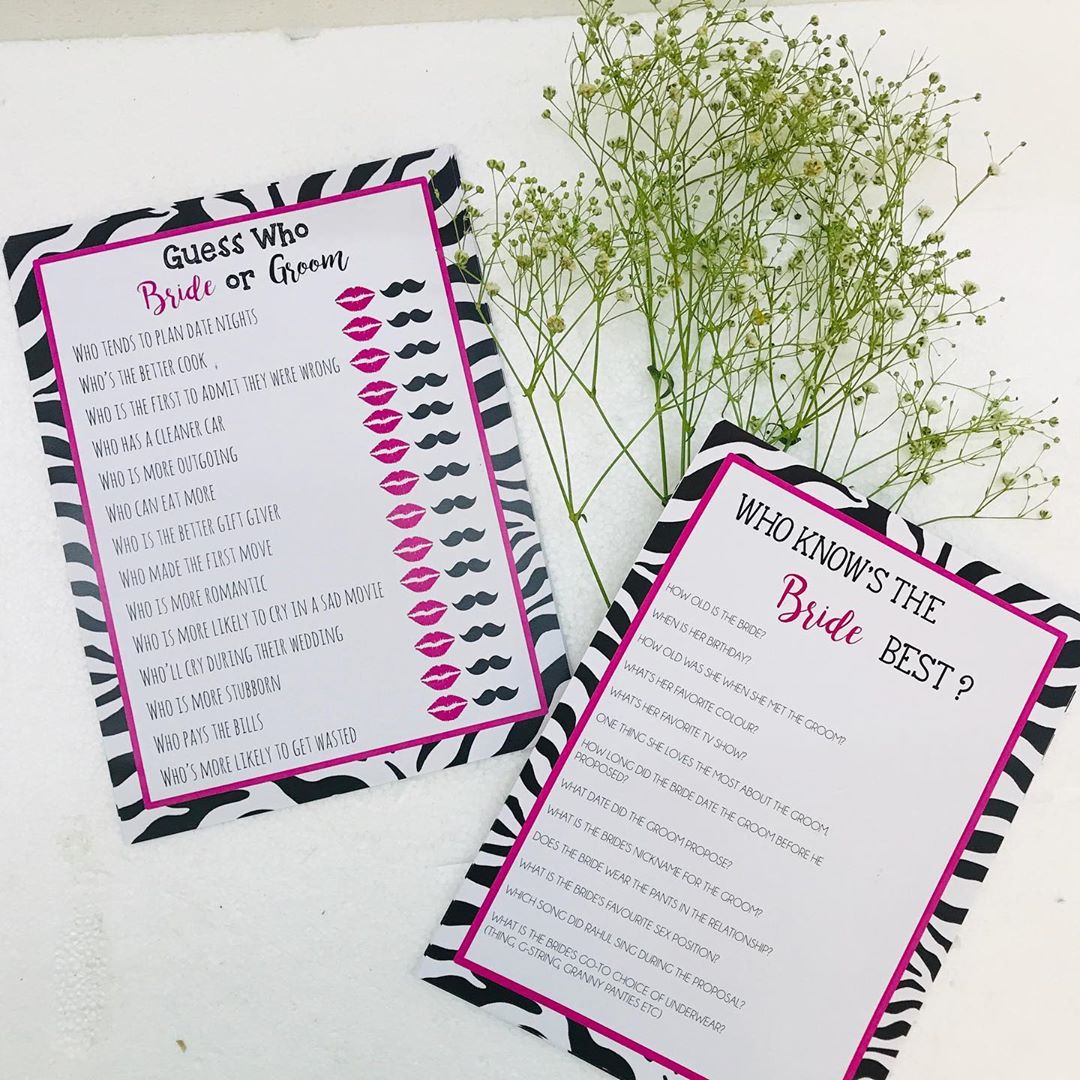 Guess Who
Bride or Groom
Who tends to plan date nights
Who's the better cook
Who is the first to admit they were wrong
Who has a cleaner car
Who is more outgoing
Who can eat more
Who is the better gift giver
Who made the first move
Who is more romantic
Who is more likely to cry in a sad movie
Who'll cry during their wedding
Who is more stubborn
Who pays the bills
Who's more likely to get wasted
WHO KNOW'S THE
Bride BEST ?
HOW OLD IS THE BRIDE?
WHEN IS HER BIRTHDAY?
HOW OLD WAS SHE WHEN SHE MET THE GROOM?
WHAT'S HER FAVORITE COLOUR?
WHAT'S HER FAVORITE TV SHOW?
ONE THING SHE LOVES THE MOST ABOUT THE GROOM.
HOW LONG DID THE BRIDE DATE THE GROOM BEFORE HE
PROPOSED?
WHAT DATE DID THE GROOM PROPOSE?
WHAT IS THE BRIDE'S NICKNAME FOR THE GROOM?
DOES THE BRIDE WEAR THE PANTS IN THE RELATIONSHIP?
WHAT IS THE BRIDE'S FAVOURITE SEX POSITION?
WHICH SONG DID RAHUL SING DURING THE PROPOSAL?
WHAT IS THE BRIDE'S GO-TO CHOICE OF UNDERWEAR?
(THING, G-STRING, GRANNY PANTIES ETC)